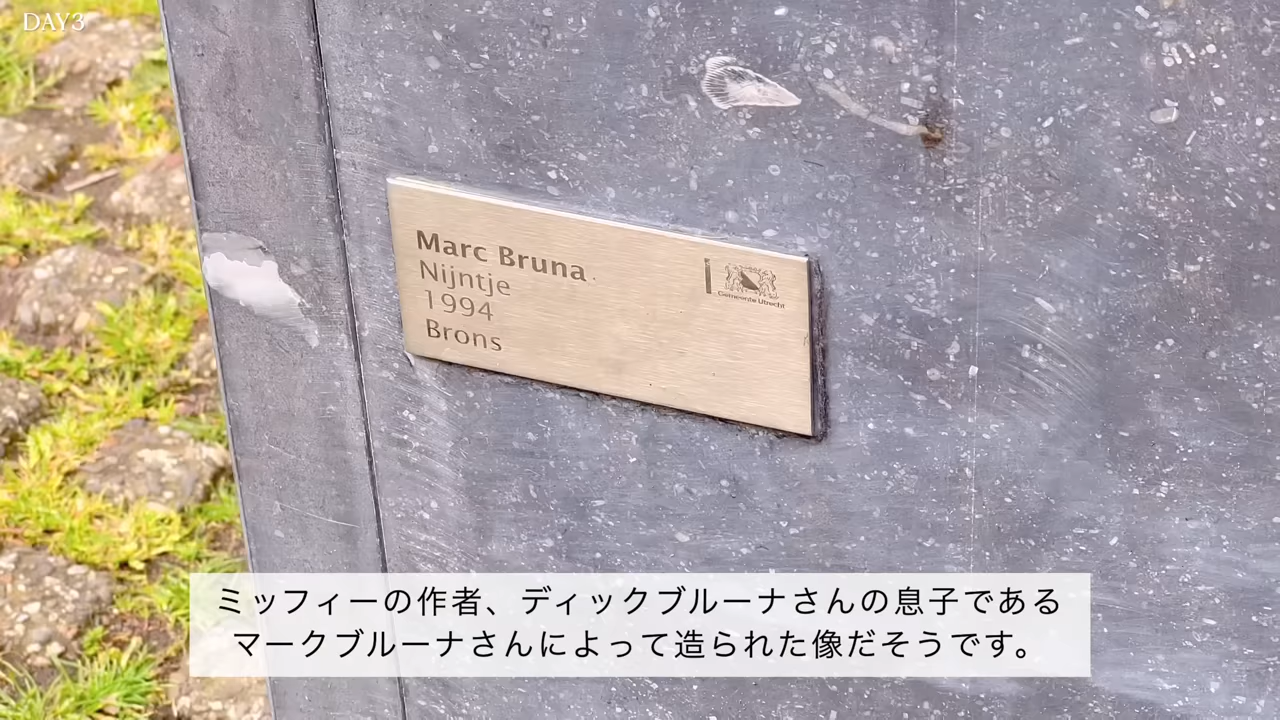 DAY3
Marc Bruna
Nijntje
1994
Brons
Gemeente Utrecht
ミッフィーの作者、ディックブルーナさんの息子である
マークブルーナさんによって造られた像だそうです。